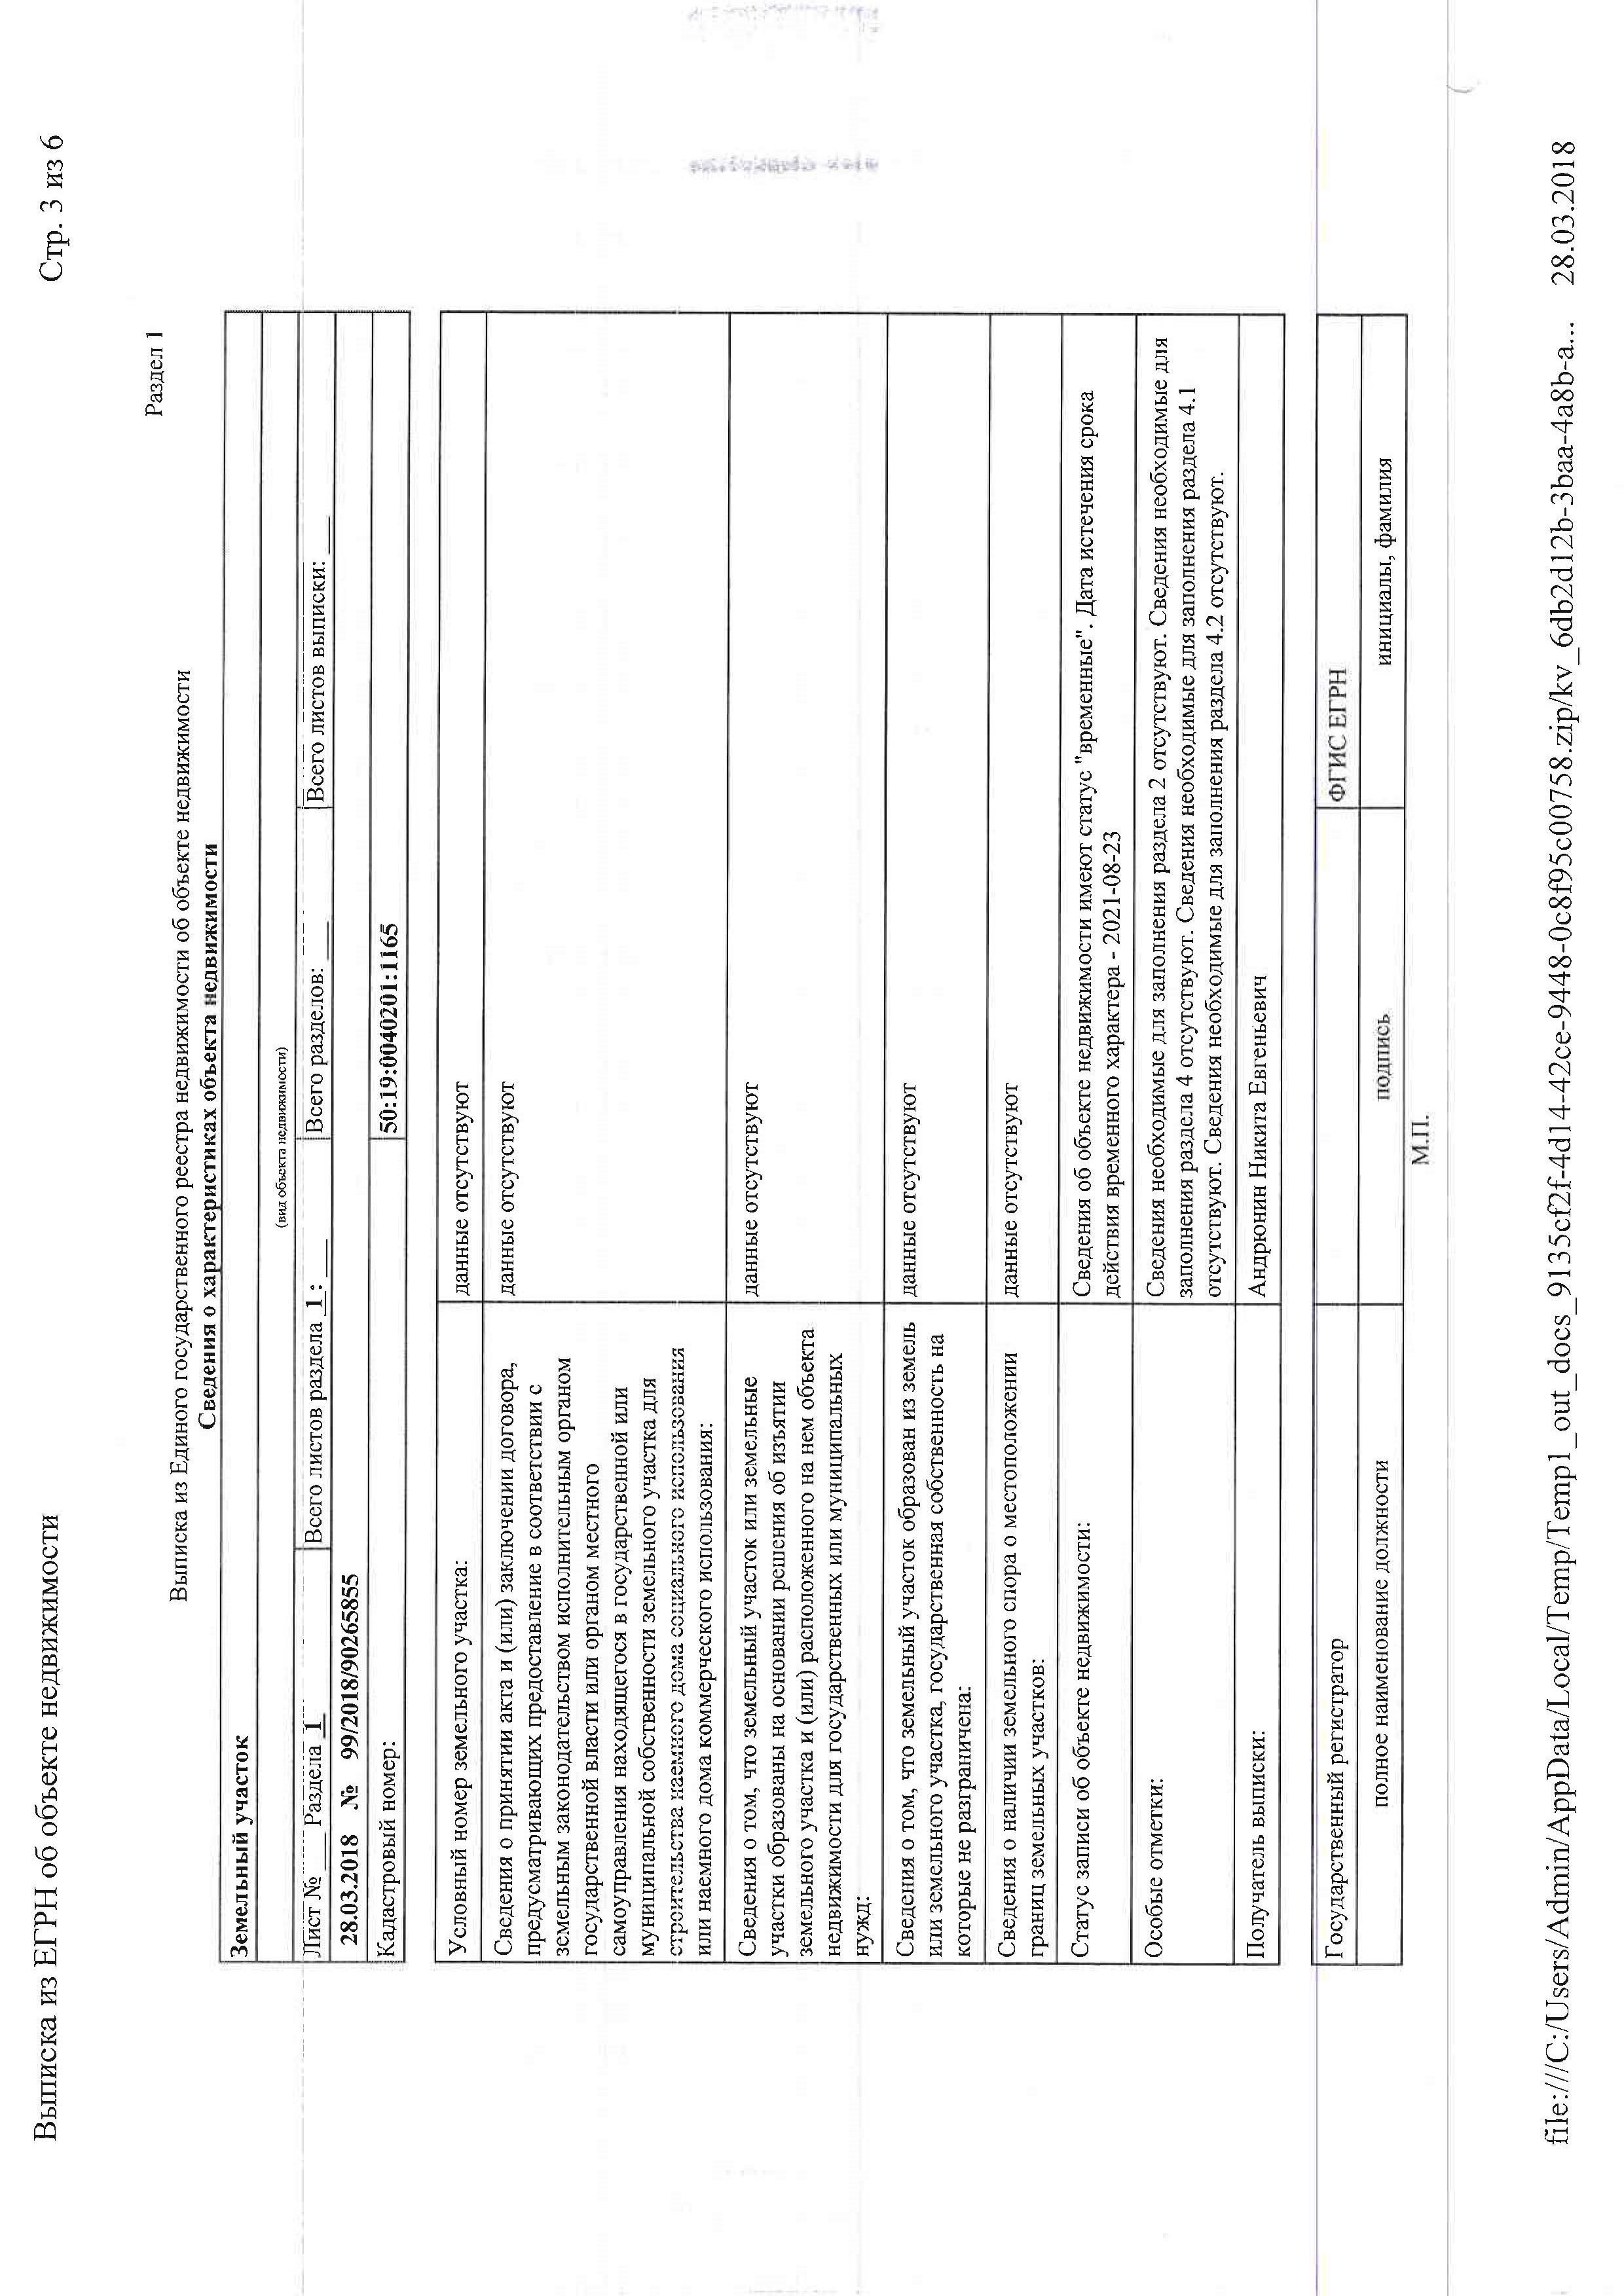 Выписка из ЕГРН об объекте недвижимости
Стр. 3 из 6
Раздел 1
Выписка из Единого государственного реестра недвижимости об объекте недвижимости
Сведения о характеристиках объекта недвижимости
Земельный участок
(вид объекта недвижимости)
Лист № ___ Раздела 1
Всего листов раздела 1 : ___
Всего разделов: ___
Всего листов выписки: ___
28.03.2018 № 99/2018/90265855
Кадастровый номер:
50:19:0040201:1165
Условный номер земельного участка:
данные отсутствуют
Сведения о принятии акта и (или) заключении договора,
предусматривающих предоставление в соответствии с
земельным законодательством исполнительным органом
государственной власти или органом местного
самоуправления находящегося в государственной или
муниципальной собственности земельного участка для
строительства наемного дома социального использования
или наемного дома коммерческого использования:
данные отсутствуют
Сведения о том, что земельный участок или земельные
участки образованы на основании решения об изъятии
земельного участка и (или) расположенного на нем объекта
недвижимости для государственных или муниципальных
нужд:
данные отсутствуют
Сведения о том, что земельный участок образован из земель
или земельного участка, государственная собственность на
которые не разграничена:
данные отсутствуют
Сведения о наличии земельного спора о местоположении
границ земельных участков:
данные отсутствуют
Статус записи об объекте недвижимости:
Сведения об объекте недвижимости имеют статус "временные". Дата истечения срока
действия временного характера - 2021-08-23
Особые отметки:
Сведения необходимые для заполнения раздела 2 отсутствуют. Сведения необходимые для
заполнения раздела 4 отсутствуют. Сведения необходимые для заполнения раздела 4.1
отсутствуют. Сведения необходимые для заполнения раздела 4.2 отсутствуют.
Получатель выписки:
Андрюнин Никита Евгеньевич
Государственный регистратор
ФГИС ЕГРН
полное наименование должности
подпись
инициалы, фамилия
М.П.
file:///C:/Users/Admin/AppData/Local/Temp/Temp1_out_docs_9135cf2f-4d14-42ce-9448-0c8f95c00758.zip/kv_6db2d12b-3baa-4a8b-a...
28.03.2018